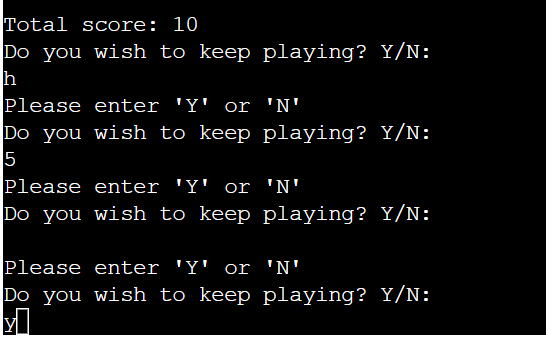 Total score: 10
Do you wish to keep playing? Y/N:
h
Please enter 'Y' or 'N'
Do you wish to keep playing? Y/N:
5
Please enter 'Y' or 'N'
Do you wish to keep playing? Y/N:

Please enter 'Y' or 'N'
Do you wish to keep playing? Y/N:
y